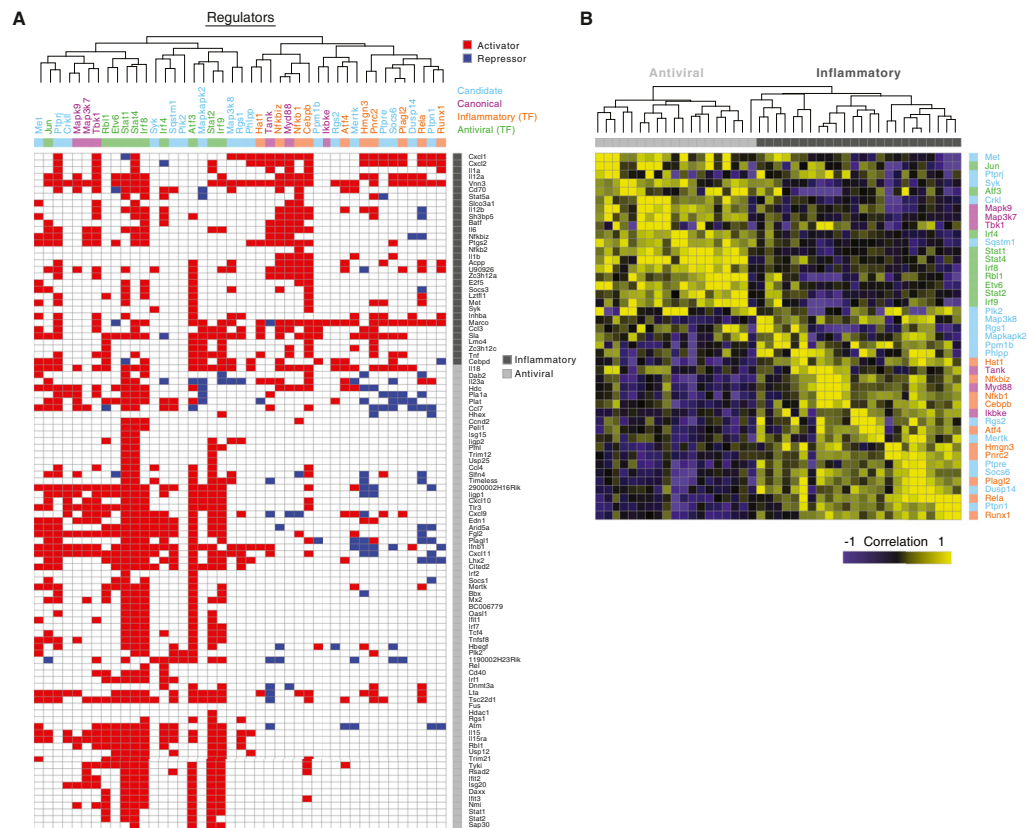 A
Regulators
Activator
Repressor
Candidate
Canonical
Inflammatory (TF)
Antiviral (TF)
Met
Jun
Ptprj
Crkl
Mapk9
Map3k7
Tbk1
Rbl1
Etv6
Stat1
Stat4
Irf8
Syk
Irf4
Sqstm1
Plk2
Atf3
Mapkapk2
Stat2
Irf9
Map3k8
Rgs1
Phlpp
Hat1
Tank
Nfkbiz
Myd88
Nfkb1
Cebpb
Ppm1b
Ikbke
Rgs2
Atf4
Mertk
Hmgn3
Pnrc2
Ptpre
Socs6
Plagl2
Dusp14
Rela
Ptpn1
Runx1
Cxcl1
Cxcl2
Il1a
Il12a
Vnn3
Cd70
Stat5a
Slco3a1
Il12b
Sh3bp5
Batf
Il6
Nfkbiz
Ptgs2
Nfkb2
Il1b
Acpp
U90926
Zc3h12a
E2f5
Socs3
Lztfl1
Met
Syk
Inhba
Marco
Ccl3
Sla
Lmo4
Zc3h12c
Tnf
Cebpd
Il18
Dab2
Il23a
Hdc
Pla1a
Plat
Ccl7
Hhex
Ccnd2
Peli1
Isg15
Iigp2
Pfnl
Trim12
Usp25
Ccl4
Slfn4
Timeless
2900002H16Rik
Iigp1
Cxcl10
Tlr3
Cxcl9
Edn1
Arid5a
Fgl2
Plagl1
Ifnb1
Cxcl11
Lhx2
Cited2
Irf2
Socs1
Mertk
Bbx
Mx2
BC006779
Oasl1
Ifit1
Irf7
Tcf4
Tnfsf8
Hbegf
Plk2
1190002H23Rik
Rel
Cd40
Irf1
Dnmt3a
Lta
Tsc22d1
Fus
Hdac1
Rgs1
Atm
Il15
Il15ra
Rbl1
Usp12
Trim21
Tyki
Rsad2
Ifit2
Isg20
Daxx
Ifit3
Nmi
Stat1
Stat2
Sap30
Inflammatory
Antiviral
B
Antiviral
Inflammatory
Met
Jun
Ptprj
Syk
Atf3
Crkl
Mapk9
Map3k7
Tbk1
Irf4
Sqstm1
Stat1
Stat4
Irf8
Rbl1
Etv6
Stat2
Irf9
Plk2
Map3k8
Rgs1
Mapkapk2
Ppm1b
Phlpp
Hat1
Tank
Nfkbiz
Myd88
Nfkb1
Cebpb
Ikbke
Rgs2
Atf4
Mertk
Hmgn3
Pnrc2
Ptpre
Socs6
Plagl2
Dusp14
Rela
Ptpn1
Runx1
-1 Correlation 1